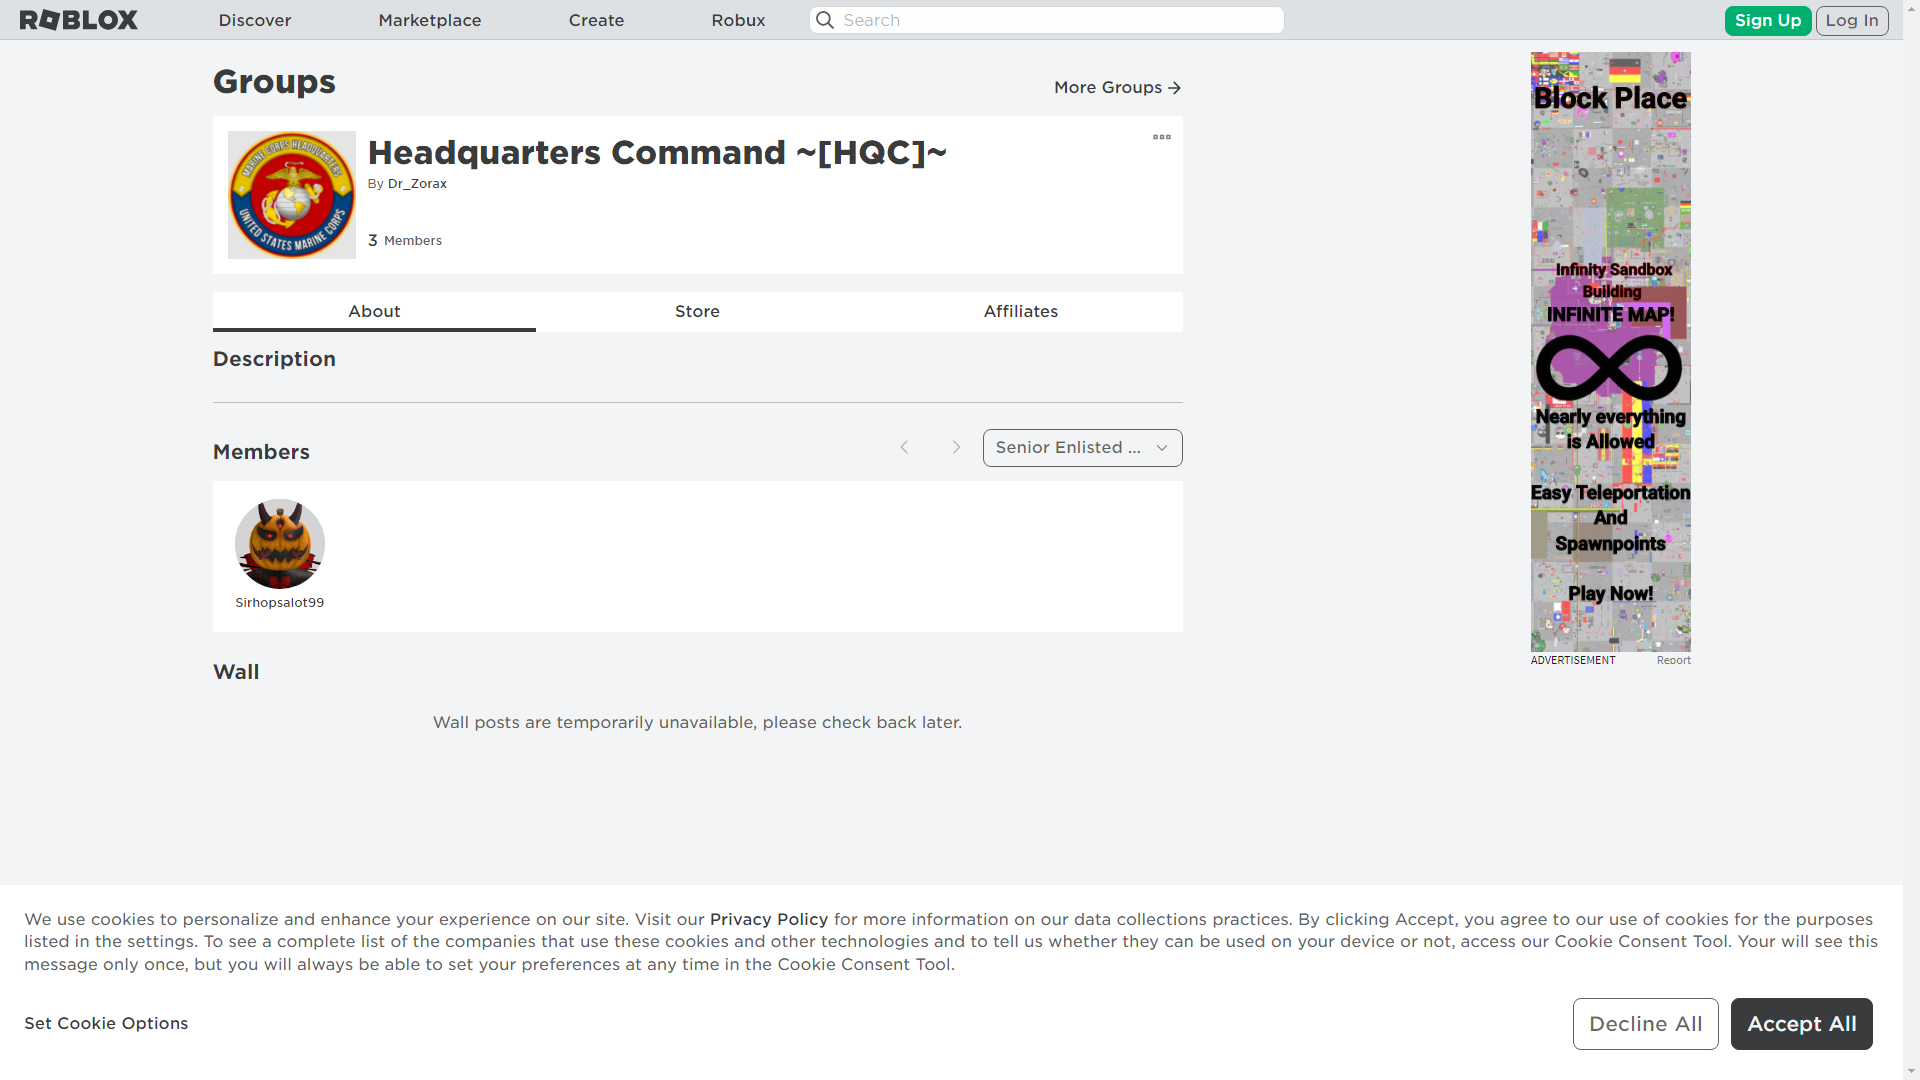 ROBLOX
Discover
Marketplace
Create
Robux
Search
Sign Up
Log In
Groups
More Groups
MARINE CORPS HEADQUARTERS
UNITED STATES MARINE CORPS
Headquarters Command ~[HQC]~
By Dr_Zorax
3 Members
About
Store
Affiliates
Description
Members
Senior Enlisted ...
Sirhopsalot99
Wall
Wall posts are temporarily unavailable, please check back later.
Block Place
Infinity Sandbox
Building
INFINITE MAP!
Nearly everything
is Allowed
Easy Teleportation
And
Spawnpoints
Play Now!
ADVERTISEMENT
Report
We use cookies to personalize and enhance your experience on our site. Visit our Privacy Policy for more information on our data collections practices. By clicking Accept, you agree to our use of cookies for the purposes
listed in the settings. To see a complete list of the companies that use these cookies and other technologies and to tell us whether they can be used on your device or not, access our Cookie Consent Tool. Your will see this
message only once, but you will always be able to set your preferences at any time in the Cookie Consent Tool.
Set Cookie Options
Decline All
Accept All